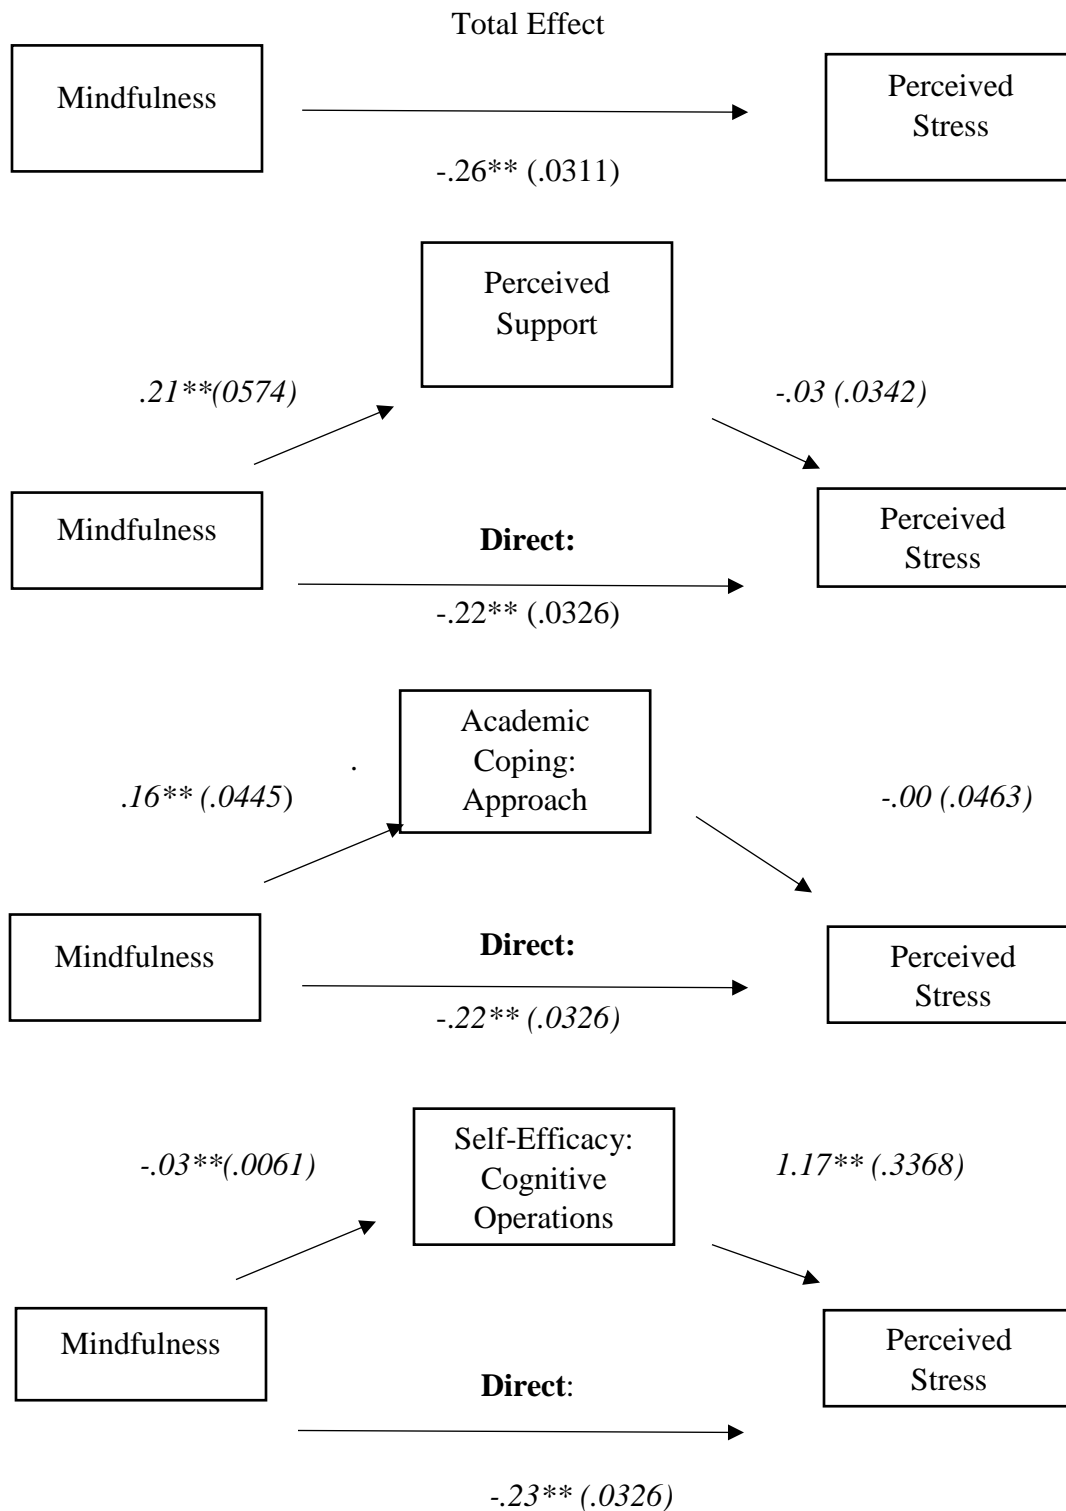 Total Effect
Mindfulness
Perceived
Stress
-.26** (.0311)
Perceived
Support
.21**(0574)
-.03 (.0342)
Mindfulness
Direct:
Perceived
Stress
-.22** (.0326)
Academic
Coping:
Approach
.
.16** (.0445)
-.00 (.0463)
Mindfulness
Direct:
Perceived
Stress
-.22** (.0326)
Self-Efficacy:
Cognitive
Operations
-.03**(.0061)
1.17** (.3368)
Mindfulness
Perceived
Stress
Direct:
-.23** (.0326)